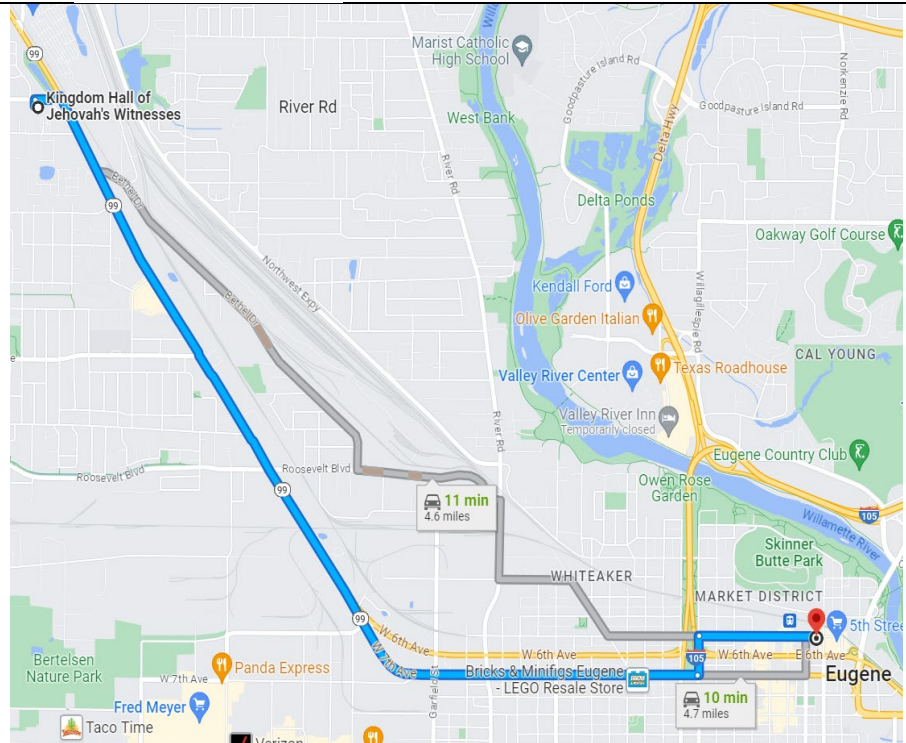 Marist Catholic
High School
99
Goodpasture Island Rd
Norkenzie Rd
Kingdom Hall of
Jehovah's Witnesses
River Rd
Goodpasture Island Rd
West Bank
Delta Hwy
River Rd
Bethel Dr
99
Delta Ponds
Oakway Golf Course
Northwest Expy
Kendall Ford
Willagillespie Rd
Bethel Dr
Olive Garden Italian
CAL YOUNG
Valley River Center
Texas Roadhouse
Valley River Inn
Temporarily closed
River Rd
Eugene Country Club
Roosevelt Blvd
Roosevelt Blvd
Owen Rose
Garden
99
11 min
4.6 miles
105
Willamette River
Skinner
Butte Park
WHITEAKER
MARKET DISTRICT
99
5th Stree
W 6th Ave
W 6th Ave
105
W 6th Ave
E 6th Ave
Bertelsen
Nature Park
Panda Express
W 7th Ave
W 7th Ave
Garfield St
Bricks & Minifigs Eugene
- LEGO Resale Store
Eugene
Fred Meyer
10 min
4.7 miles
Taco Time
Verizon